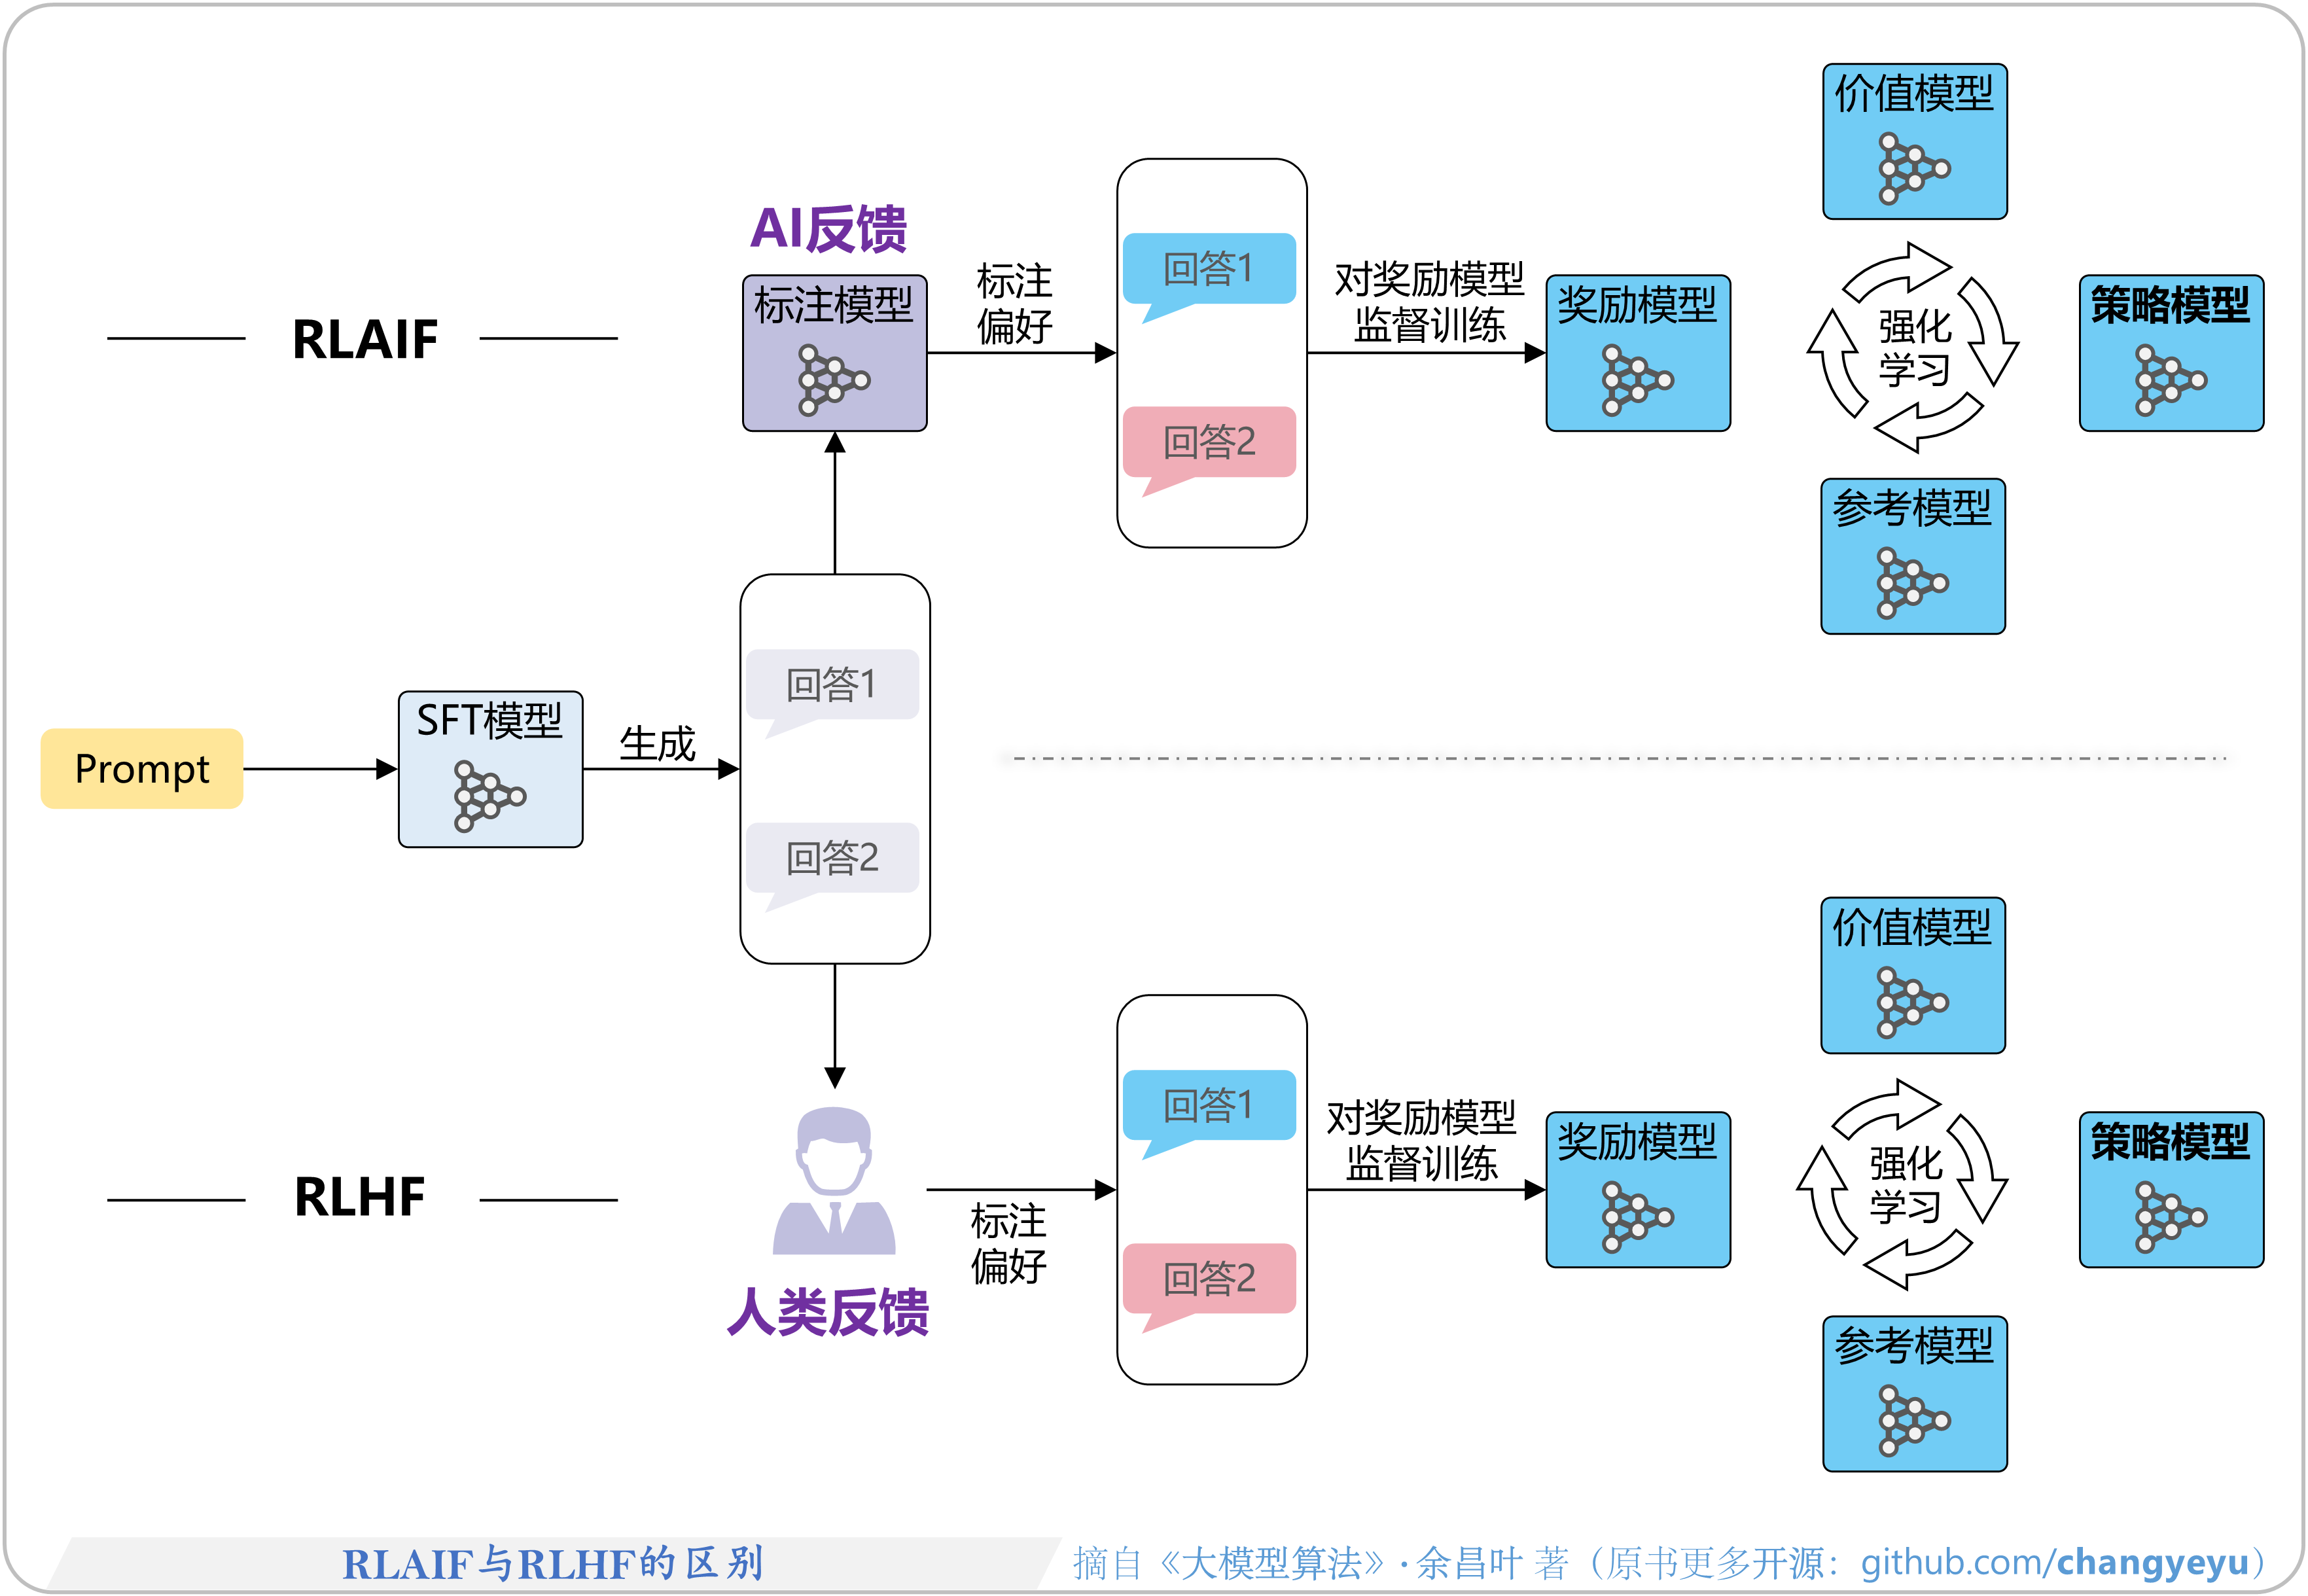 价值模型
AI反馈
标注模型
标注
偏好
回答1
回答2
对奖励模型
监督训练
奖励模型
强化
学习
策略模型
参考模型
RLAIF
Prompt
SFT模型
生成
回答1
回答2
价值模型
RLHF
人类反馈
标注
偏好
回答1
回答2
对奖励模型
监督训练
奖励模型
强化
学习
策略模型
参考模型
RLAIF与RLHF的区别
摘自《大模型算法》·余昌叶 著（原书更多开源：github.com/changyeyu）